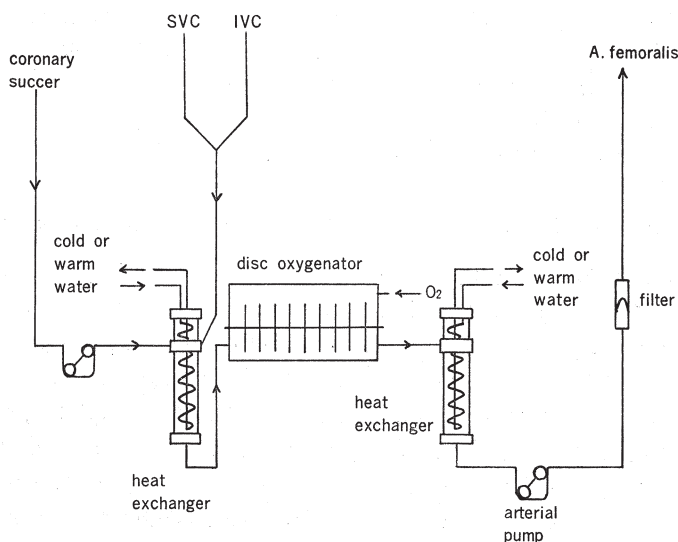 SVC IVC
coronary
succer
A. femoralis
cold or
warm
water
disc oxygenator
O2
cold or
warm
water
filter
heat
exchanger
heat
exchanger
arterial
pump